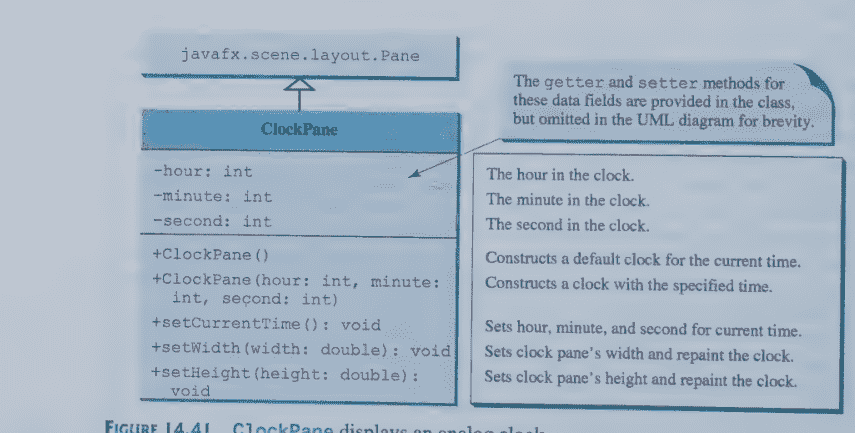 javafx.scene.layout.Pane
The getter and setter methods for
these data fields are provided in the class,
but omitted in the UML diagram for brevity.
ClockPane
-hour: int
The hour in the clock.
-minute: int
The minute in the clock.
-second: int
The second in the clock.
+ClockPane()
Constructs a default clock for the current time.
+ClockPane(hour: int, minute:
int, second: int)
Constructs a clock with the specified time.
+setCurrentTime(): void
Sets hour, minute, and second for current time.
+setWidth(width: double): void
Sets clock pane's width and repaint the clock.
+setHeight(height: double):
void
Sets clock pane's height and repaint the clock.
FIGURE 14.41 ClockPane displays an analog clock